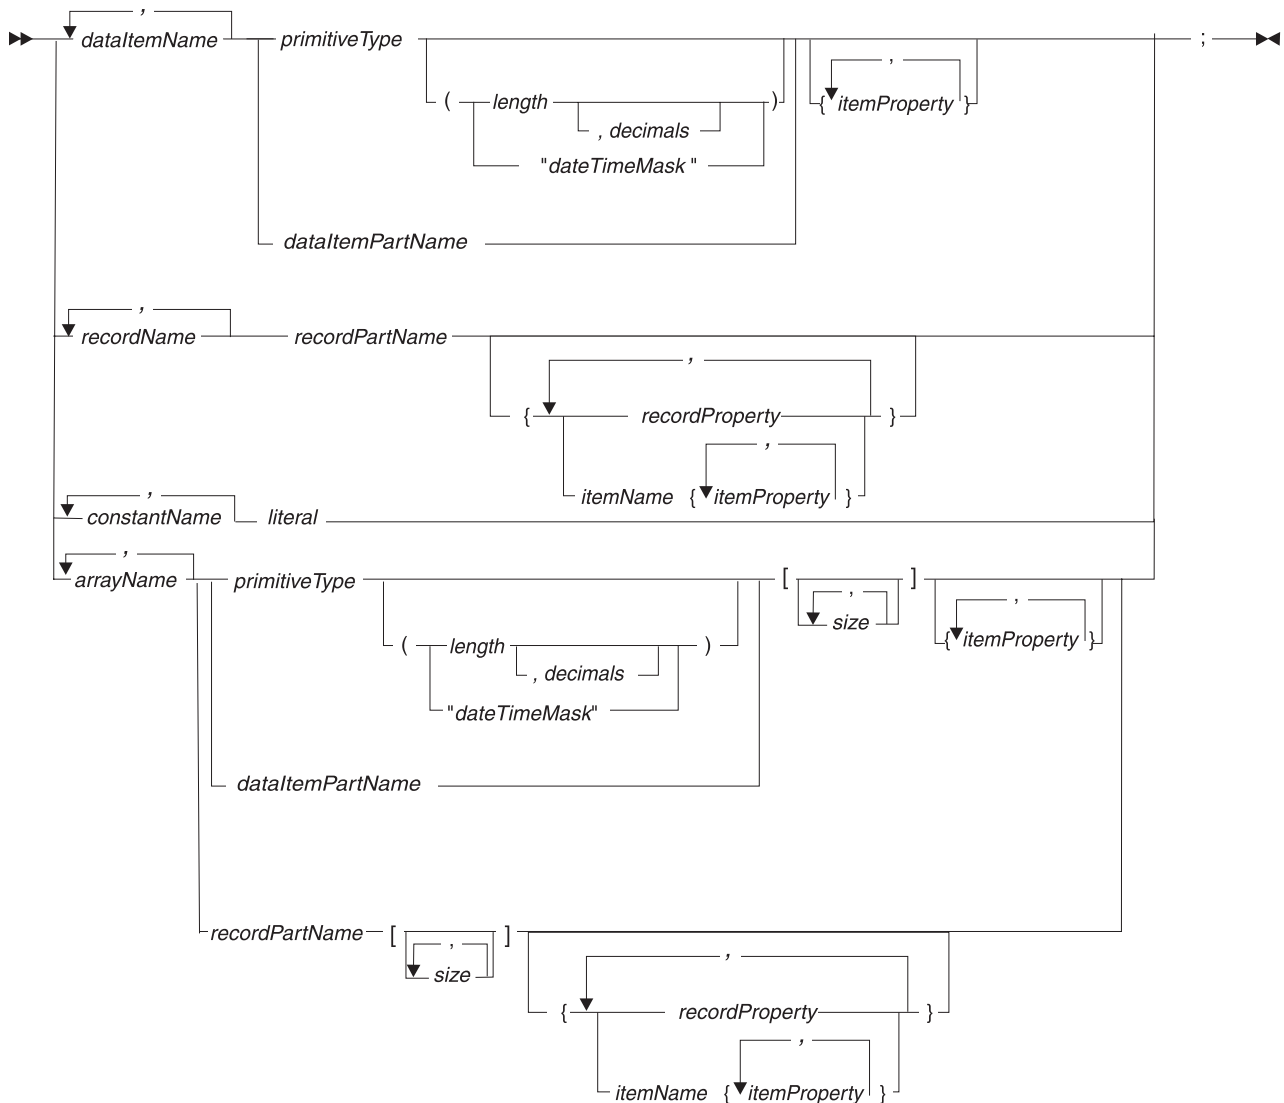 ,
dataItemName primitiveType ;
,
( length ) { itemProperty }
, decimals
"dateTimeMask"
dataItemPartName
,
recordName recordPartName
,
{ recordProperty }
,
itemName { itemProperty }
,
constantName literal
,
arrayName primitiveType [ ]
, ,
size { itemProperty }
( length )
, decimals
"dateTimeMask"
dataItemPartName
recordPartName [ ]
,
size
,
{ recordProperty }
,
itemName { itemProperty }